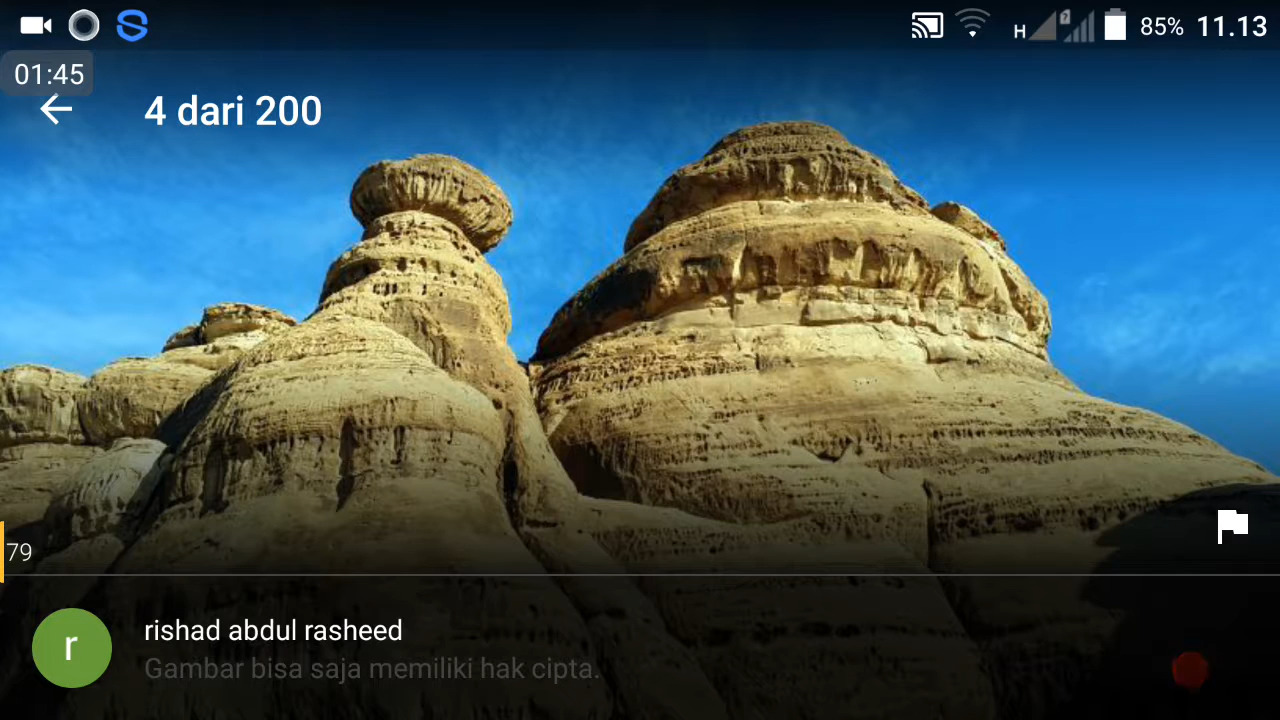 H ? 85% 11.13
01:45
4 dari 200
79
r
rishad abdul rasheed
Gambar bisa saja memiliki hak cipta.